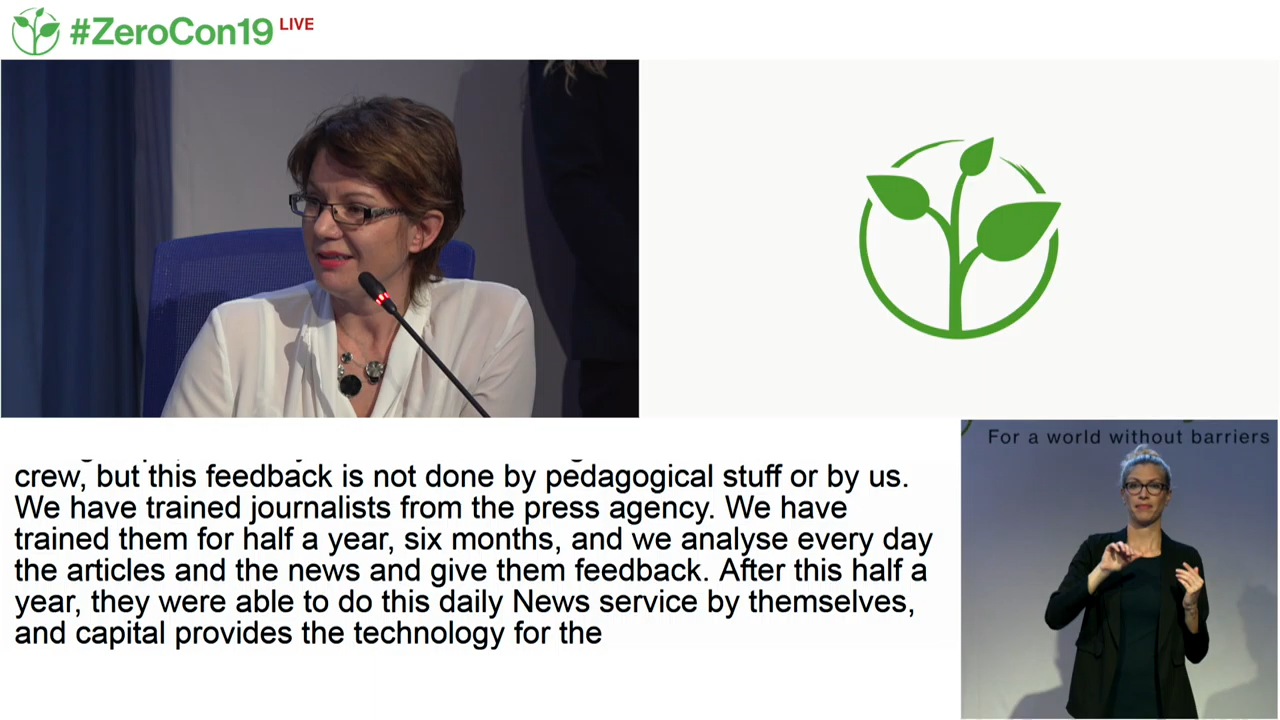 #ZeroCon19 LIVE
For a world without barriers
crew, but this feedback is not done by pedagogical stuff or by us.
We have trained journalists from the press agency. We have
trained them for half a year, six months, and we analyse every day
the articles and the news and give them feedback. After this half a
year, they were able to do this daily News service by themselves,
and capital provides the technology for the